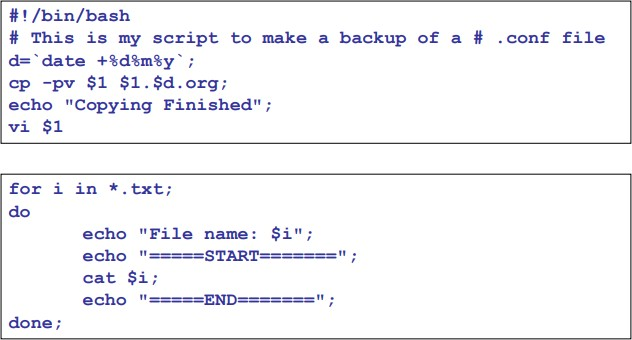 #!/bin/bash
# This is my script to make a backup of a # .conf file
d=`date +%d%m%y`;
cp -pv $1 $1.$d.org;
echo "Copying Finished";
vi $1
for i in *.txt;
do
echo "File name: $i";
echo "=====START=======";
cat $i;
echo "=====END=======";
done;